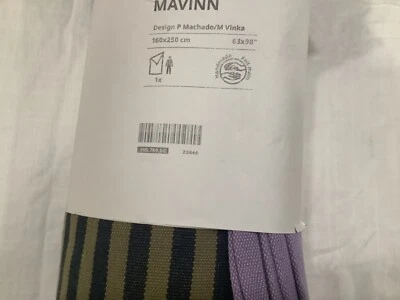 MAVINN
Design P Machado/M Vinka
160x250 cm
63x98"
1x